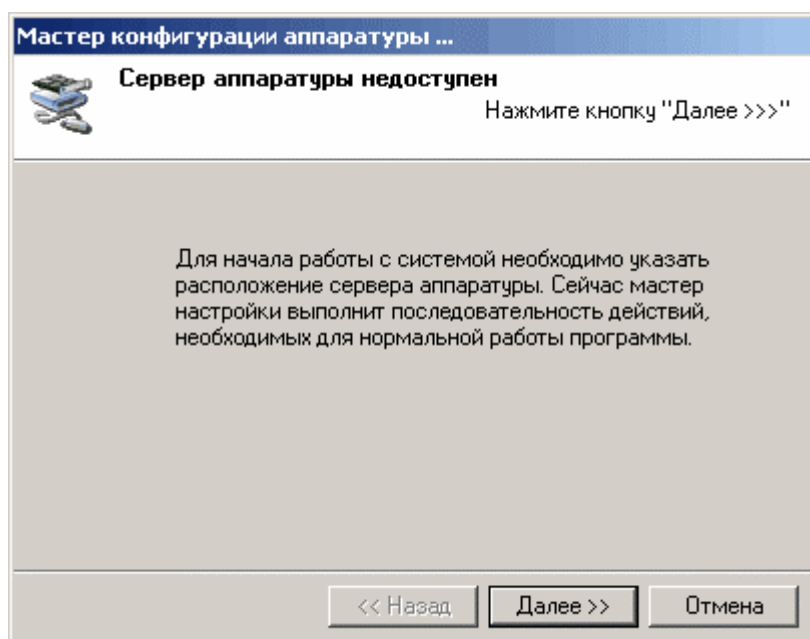 Мастер конфигурации аппаратуры ...
Сервер аппаратуры недоступен
Нажмите кнопку "Далее >>>"
Для начала работы с системой необходимо указать
расположение сервера аппаратуры. Сейчас мастер
настройки выполнит последовательность действий,
необходимых для нормальной работы программы.
<< Назад
Далее >>
Отмена